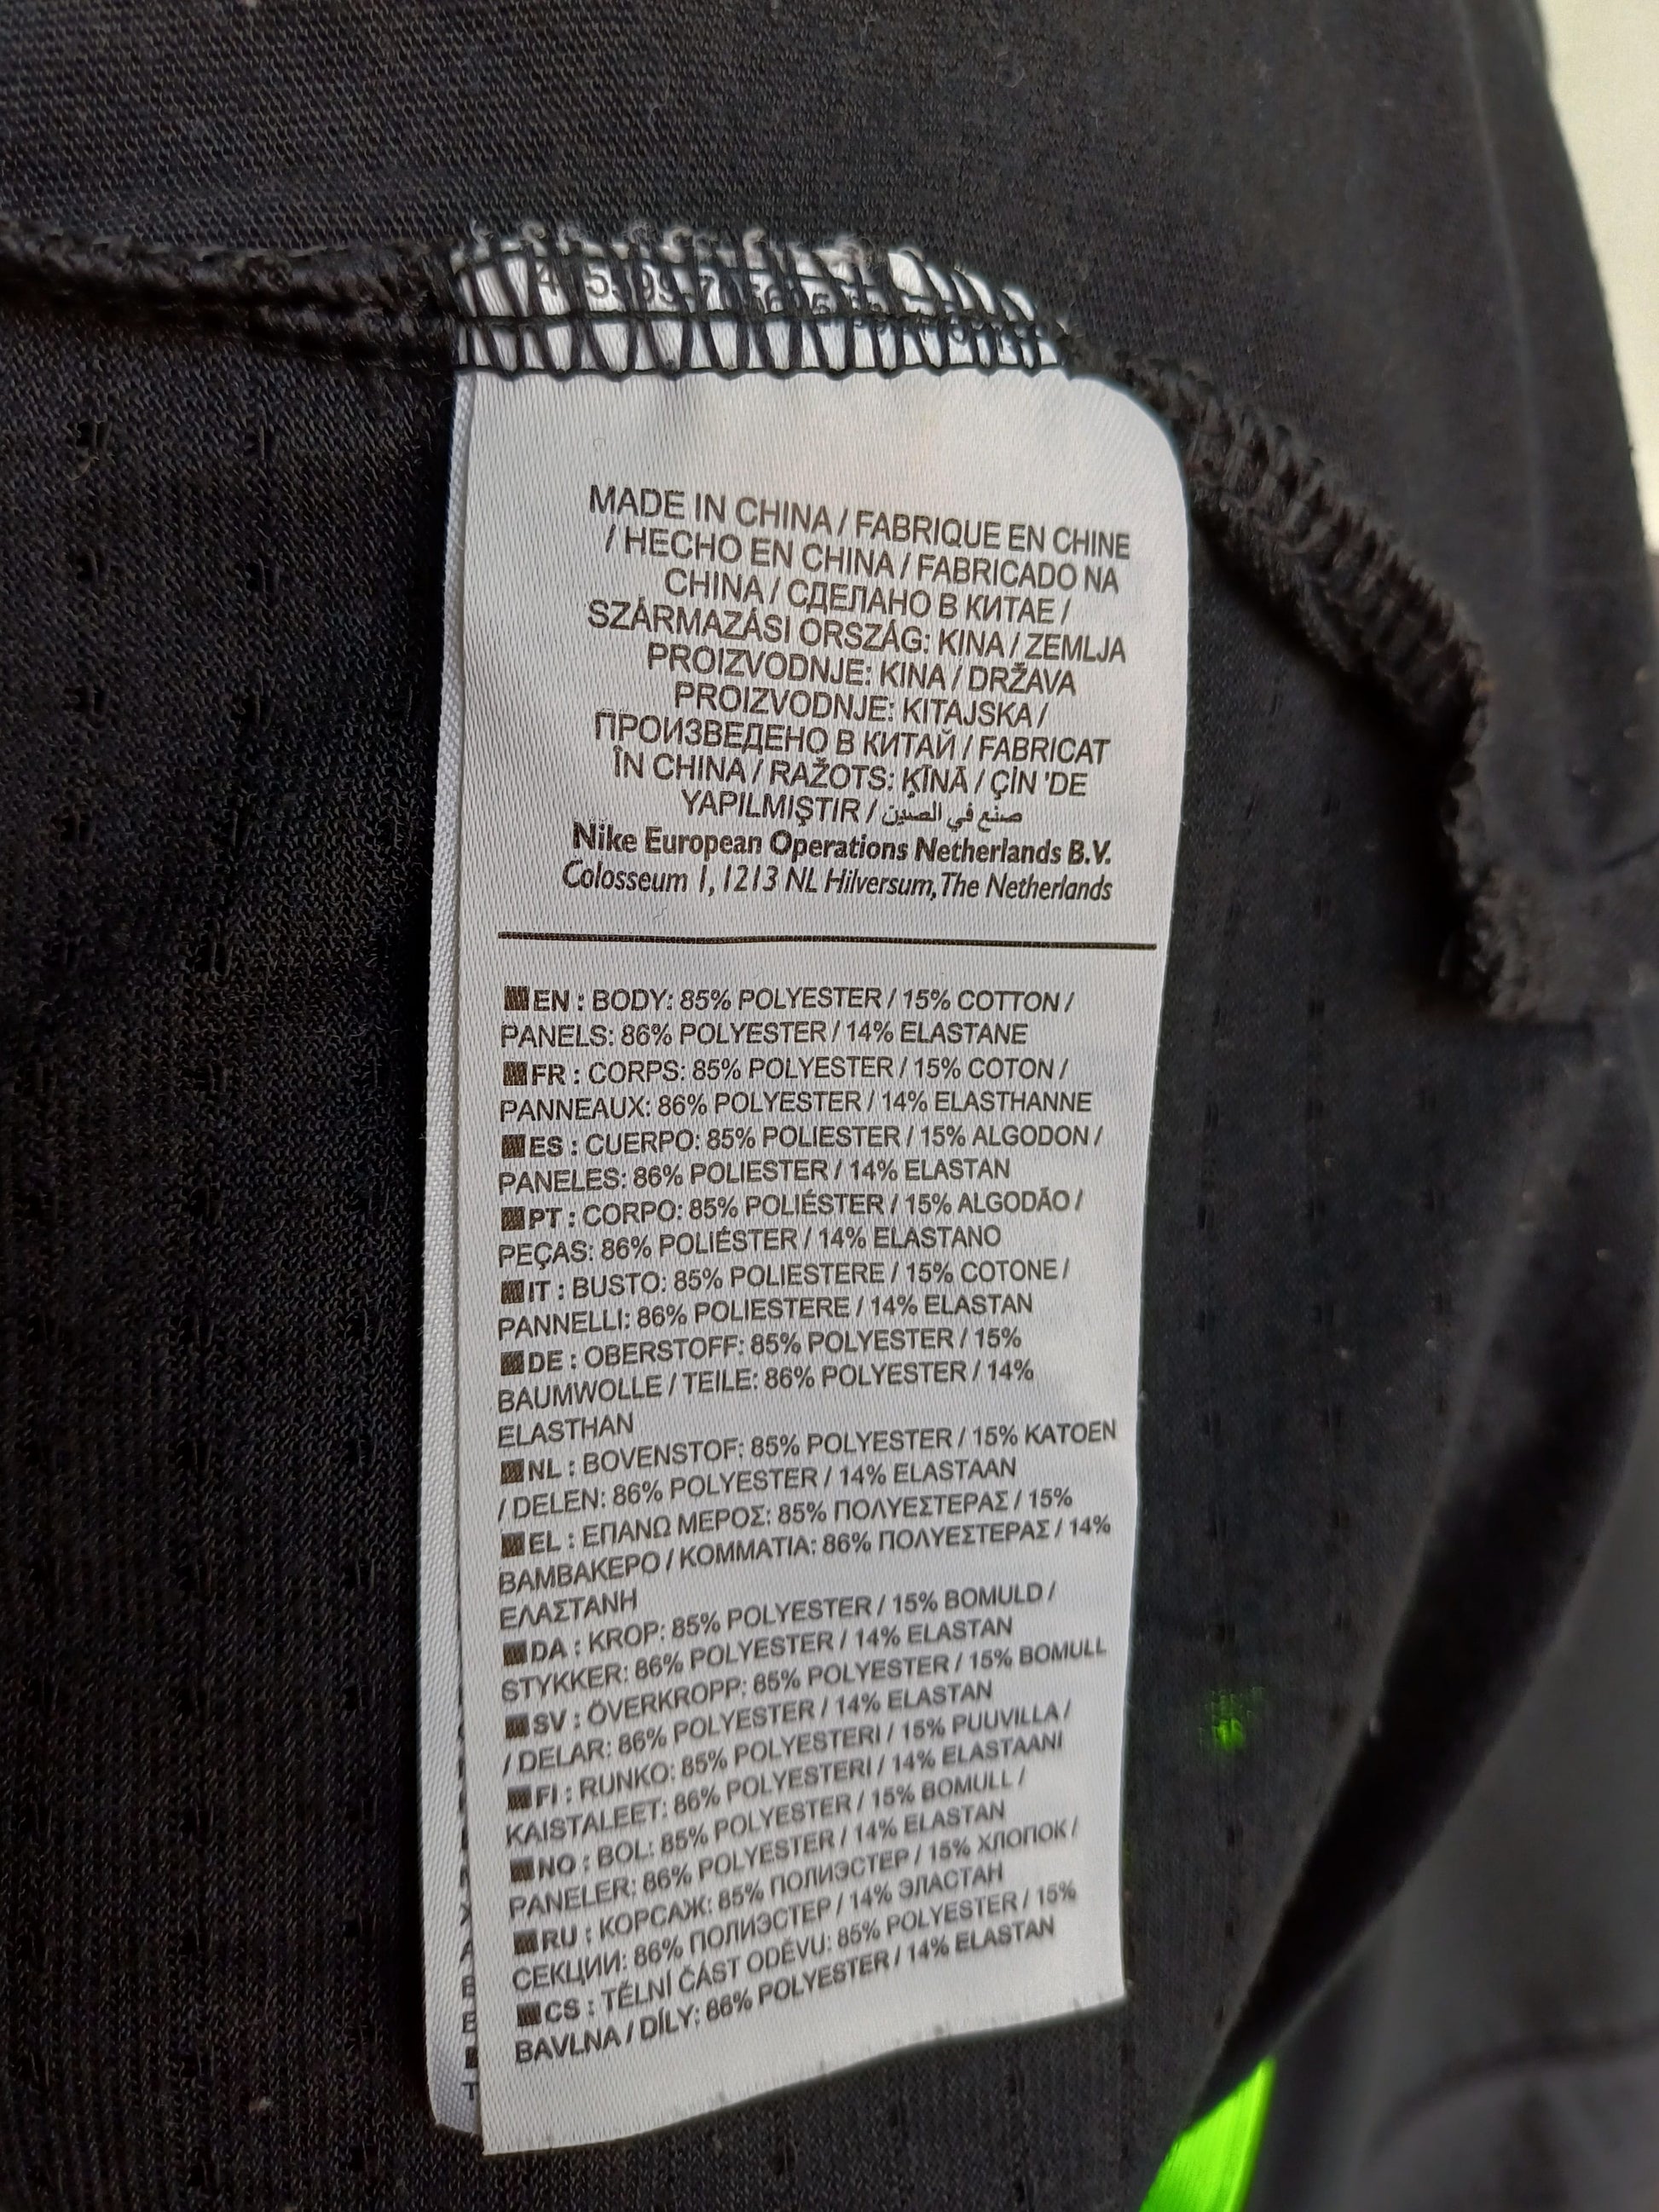 MADE IN CHINA / FABRIQUE EN CHINE
/ HECHO EN CHINA / FABRICADO NA
CHINA / СДЕЛАНО В КИТАЕ /
SZÁRMAZÁSI ORSZÁG: KINA / ZEMLJA
PROIZVODNJE: KINA / DRŽAVA
PROIZVODNJE: KITAJSKA /
ПРОИЗВЕДЕНО В КИТАЙ / FABRICAT
ÎN CHINA / RAŽOTS: ĶĪNĀ / ÇİN 'DE
YAPILMIŞTIR / صنع في الصين
Nike European Operations Netherlands B.V.
Colosseum 1, 1213 NL Hilversum, The Netherlands
EN : BODY: 85% POLYESTER / 15% COTTON /
PANELS: 86% POLYESTER / 14% ELASTANE
FR : CORPS: 85% POLYESTER / 15% COTON /
PANNEAUX: 86% POLYESTER / 14% ELASTHANNE
ES : CUERPO: 85% POLIESTER / 15% ALGODON /
PANELES: 86% POLIESTER / 14% ELASTAN
PT : CORPO: 85% POLIÉSTER / 15% ALGODÃO /
PEÇAS: 86% POLIÉSTER / 14% ELASTANO
IT : BUSTO: 85% POLIESTERE / 15% COTONE /
PANNELLI: 86% POLIESTERE / 14% ELASTAN
DE : OBERSTOFF: 85% POLYESTER / 15%
BAUMWOLLE / TEILE: 86% POLYESTER / 14%
ELASTHAN
NL : BOVENSTOF: 85% POLYESTER / 15% KATOEN
/ DELEN: 86% POLYESTER / 14% ELASTAAN
EL : ΕΠΑΝΩ ΜΕΡΟΣ: 85% ΠΟΛΥΕΣΤΕΡΑΣ / 15%
ΒΑΜΒΑΚΕΡΟ / ΚΟΜΜΑΤΙΑ: 86% ΠΟΛΥΕΣΤΕΡΑΣ / 14%
ΕΛΑΣΤΑΝΗ
DA : KROP: 85% POLYESTER / 15% BOMULD /
STYKKER: 86% POLYESTER / 14% ELASTAN
SV : ÖVERKROPP: 85% POLYESTER / 15% BOMULL
/ DELAR: 86% POLYESTER / 14% ELASTAN
FI : RUNKO: 85% POLYESTERI / 15% PUUVILLA /
KAISTALEET: 86% POLYESTERI / 14% ELASTAANI
NO : BOL: 85% POLYESTER / 15% BOMULL /
PANELER: 86% POLYESTER / 14% ELASTAN
RU : КОРСАЖ: 85% ПОЛИЭСТЕР / 15% ХЛОПОК /
СЕКЦИИ: 86% ПОЛИЭСТЕР / 14% ЭЛАСТАН
CS : TĚLNÍ ČÁST ODĚVU: 85% POLYESTER / 15%
BAVLNA / DÍLY: 86% POLYESTER / 14% ELASTAN